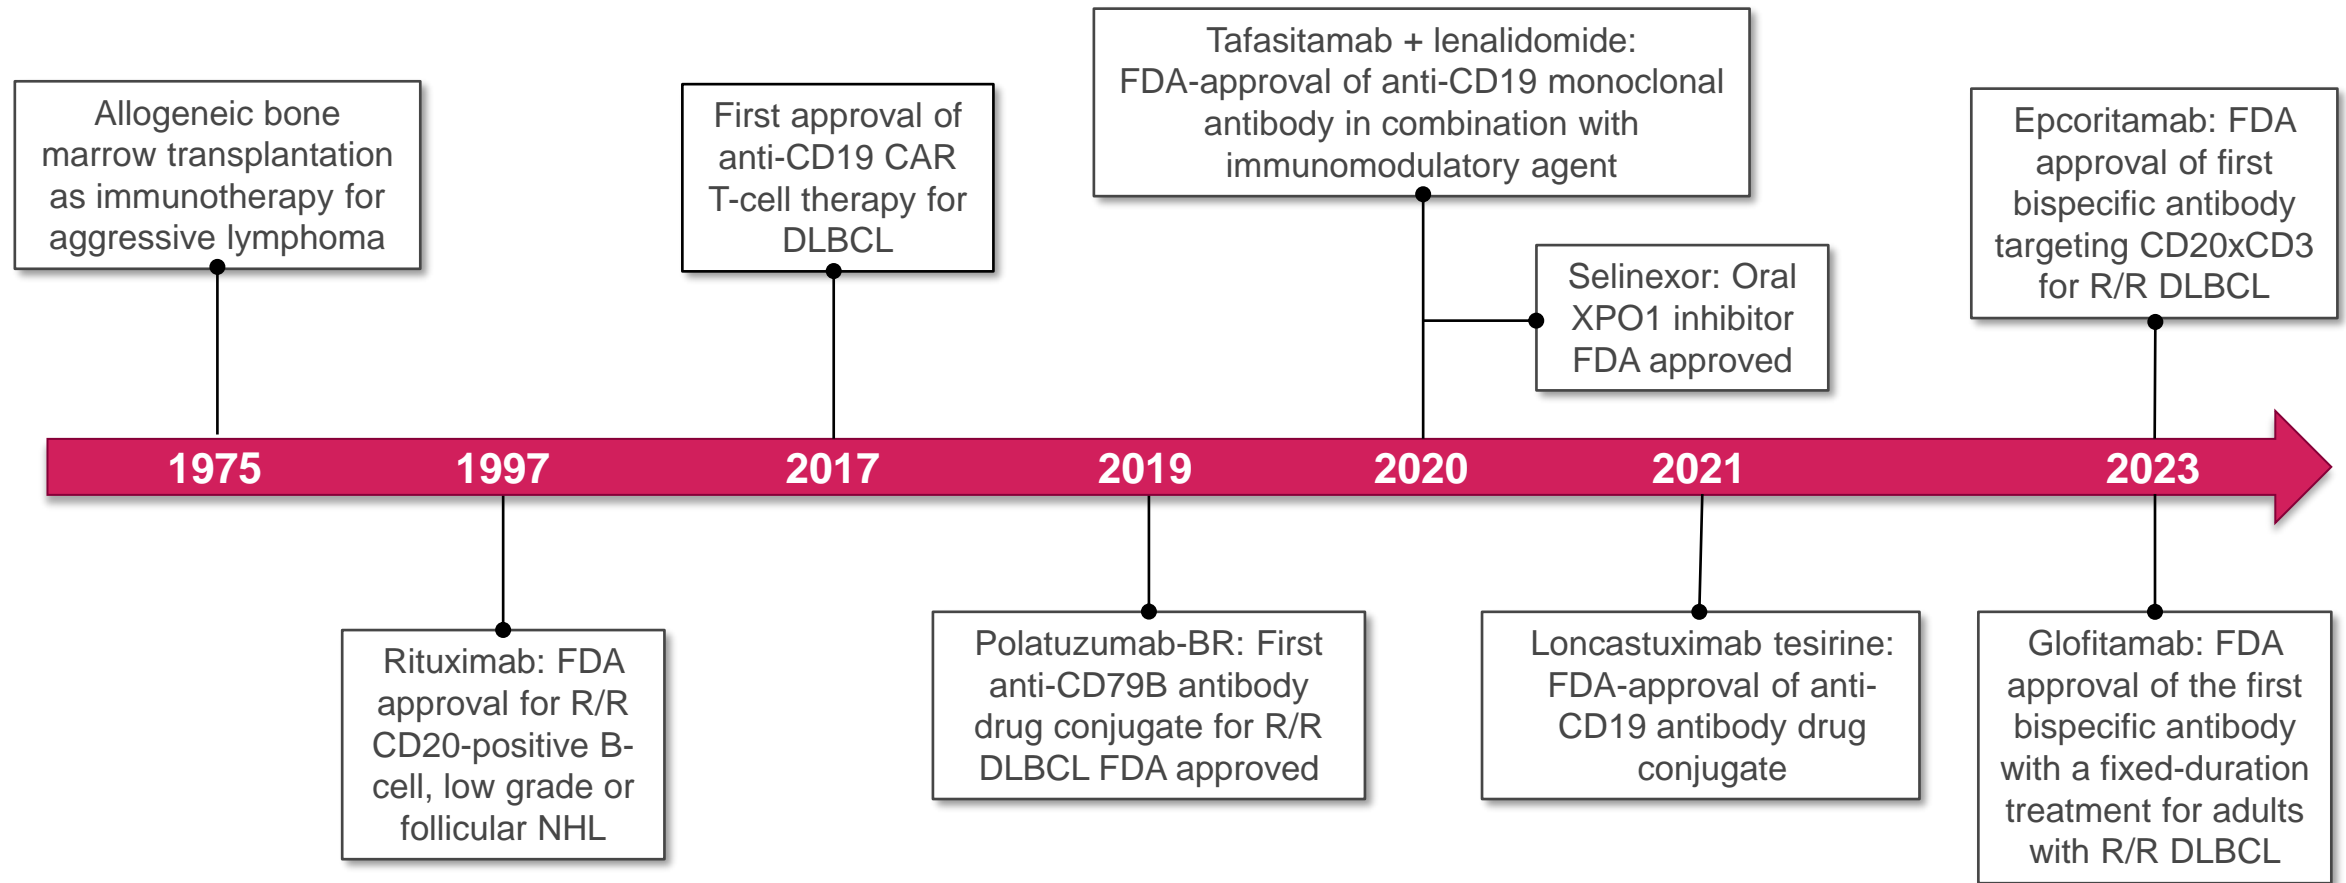 Allogeneic bone
marrow transplantation
as immunotherapy for
aggressive lymphoma
First approval of
anti-CD19 CAR
T-cell therapy for
DLBCL
Tafasitamab + lenalidomide:
FDA-approval of anti-CD19 monoclonal
antibody in combination with
immunomodulatory agent
Selinexor: Oral
XPO1 inhibitor
FDA approved
Epcoritamab: FDA
approval of first
bispecific antibody
targeting CD20xCD3
for R/R DLBCL
1975 1997 2017 2019 2020 2021 2023
Rituximab: FDA
approval for R/R
CD20-positive B-
cell, low grade or
follicular NHL
Polatuzumab-BR: First
anti-CD79B antibody
drug conjugate for R/R
DLBCL FDA approved
Loncastuximab tesirine:
FDA-approval of anti-
CD19 antibody drug
conjugate
Glofitamab: FDA
approval of the first
bispecific antibody
with a fixed-duration
treatment for adults
with R/R DLBCL